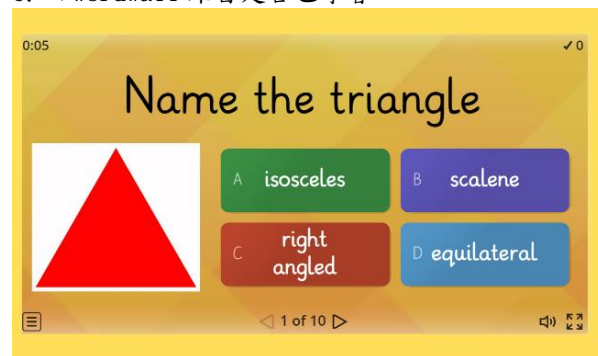 0:05
✓ 0
Name the triangle
A isosceles
B scalene
C right
angled
D equilateral
1 of 10